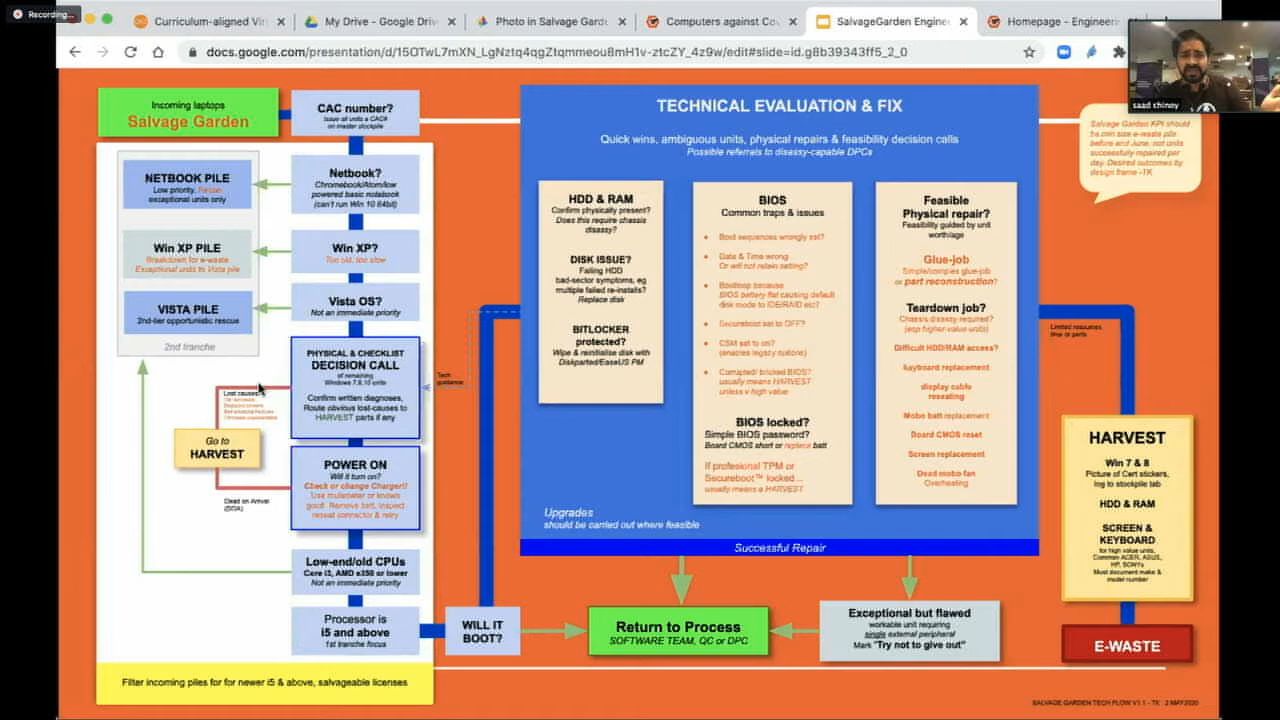 Recording...
Curriculum-aligned Vir
My Drive - Google Driv
Photo in Salvage Gard
Computers against Cov
SalvageGarden Engine
Homepage - Engineeri
docs.google.com/presentation/d/15OTwL7mXN_LgNztq4qgZtqmmeou8mH1v-ztcZY_4z9w/edit#slide=id.g8b39343ff5_2_0
saad chinoy
Incoming laptops
Salvage Garden
CAC number?
Issue all units a CAC#
on master stockpile
NETBOOK PILE
Low priority,
exceptional units only
Netbook?
Chromebook/Atom/low
powered basic notebook
(can't run Win 10 64bit)
Win XP PILE
Breakdown for e-waste
Exceptional units to Vista pile
Win XP?
Too old, too slow
VISTA PILE
2nd-tier opportunistic rescue
2nd tranche
Vista OS?
Not an immediate priority
PHYSICAL & CHECKLIST
DECISION CALL
of remaining
Windows 7,8,10 units
Confirm written diagnoses,
Route obvious lost-causes to
HARVEST parts if any
Tech
guidance
Lost causes
Go to
HARVEST
Dead on Arrival
(DOA)
POWER ON
Will it turn on?
Check or change Charger!!
Use multimeter or known
good. Remove batt, inspect
reseat connector & retry
Low-end/old CPUs
Core i3, AMD e350 or lower
Not an immediate priority
Processor is
i5 and above
1st tranche focus
WILL IT
BOOT?
Filter incoming piles for for newer i5 & above, salvageable licenses
TECHNICAL EVALUATION & FIX
Quick wins, ambiguous units, physical repairs & feasibility decision calls
Possible referrals to disassy-capable DPCs
HDD & RAM
Confirm physically present?
Does this require chassis
disassy?
DISK ISSUE?
Failing HDD
bad-sector symptoms, eg
multiple failed re-installs?
Replace disk
BITLOCKER
protected?
Wipe & reinitialise disk with
Diskparted/EaseUS PM
BIOS
Common traps & issues
• Boot sequences wrongly set?
• Date & Time wrong
Or will not retain setting?
• Bootloop because
BIOS battery flat causing default
disk mode to IDE/RAID etc?
• Secureboot set to OFF?
• CSM set to on?
(enables legacy options)
• Corrupted/ bricked BIOS?
usually means HARVEST
unless v high value
BIOS locked?
Simple BIOS password?
Board CMOS short or replace batt
If profesional TPM or
Secureboot™ locked ..
usually means a HARVEST
Feasible
Physical repair?
Feasibility guided by unit
worth/age
Glue-job
Simple/complex glue-job
or part reconstruction?
Teardown job?
Chassis disassy required?
(esp higher value units)
Difficult HDD/RAM access?
keyboard replacement
display cable
reseating
Mobo batt replacement
Board CMOS reset
Screen replacement
Dead mobo fan
Overheating
Upgrades
should be carried out where feasible
Successful Repair
Return to Process
SOFTWARE TEAM, QC or DPC
Exceptional but flawed
workable unit requiring
single external peripheral
Mark "Try not to give out"
Salvage Garden KPI should
be min size e-waste pile
before end June, not units
successfully repaired per
day. Desired outcomes by
design frame -TK
Limited resources
time or parts
HARVEST
Win 7 & 8
Picture of Cert stickers,
log to stockpile tab
HDD & RAM
SCREEN &
KEYBOARD
for high value units,
Common ACER, ASUS,
HP, SONYs
Must document make &
model number
E-WASTE
SALVAGE GARDEN TECH FLOW V1.1 - TK 2 MAY2020